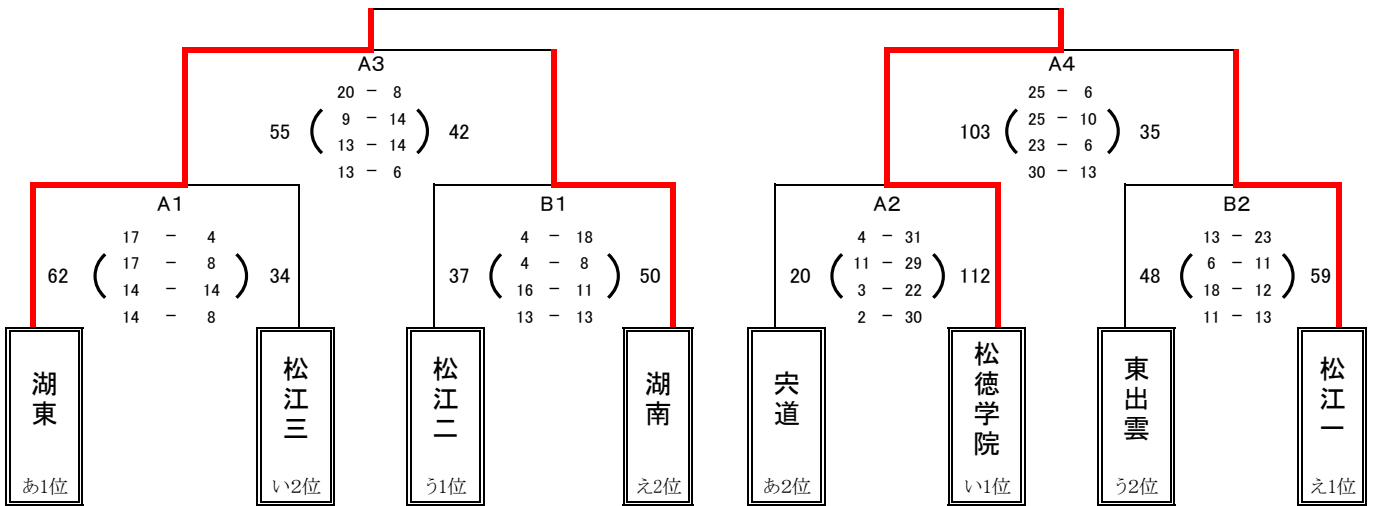 A3
20 - 8
55 ( 9 - 14 ) 42
13 - 14
13 - 6
A4
25 - 6
103 ( 25 - 10 ) 35
23 - 6
30 - 13
A1
17 - 4
62 ( 17 - 8 ) 34
14 - 14
14 - 8
B1
4 - 18
37 ( 4 - 8 ) 50
16 - 11
13 - 13
A2
4 - 31
20 ( 11 - 29 ) 112
3 - 22
2 - 30
B2
13 - 23
48 ( 6 - 11 ) 59
18 - 12
11 - 13
湖東
あ1位
松江三
い2位
松江二
う1位
湖南
え2位
宍道
あ2位
松徳学院
い1位
東出雲
う2位
松江一
え1位